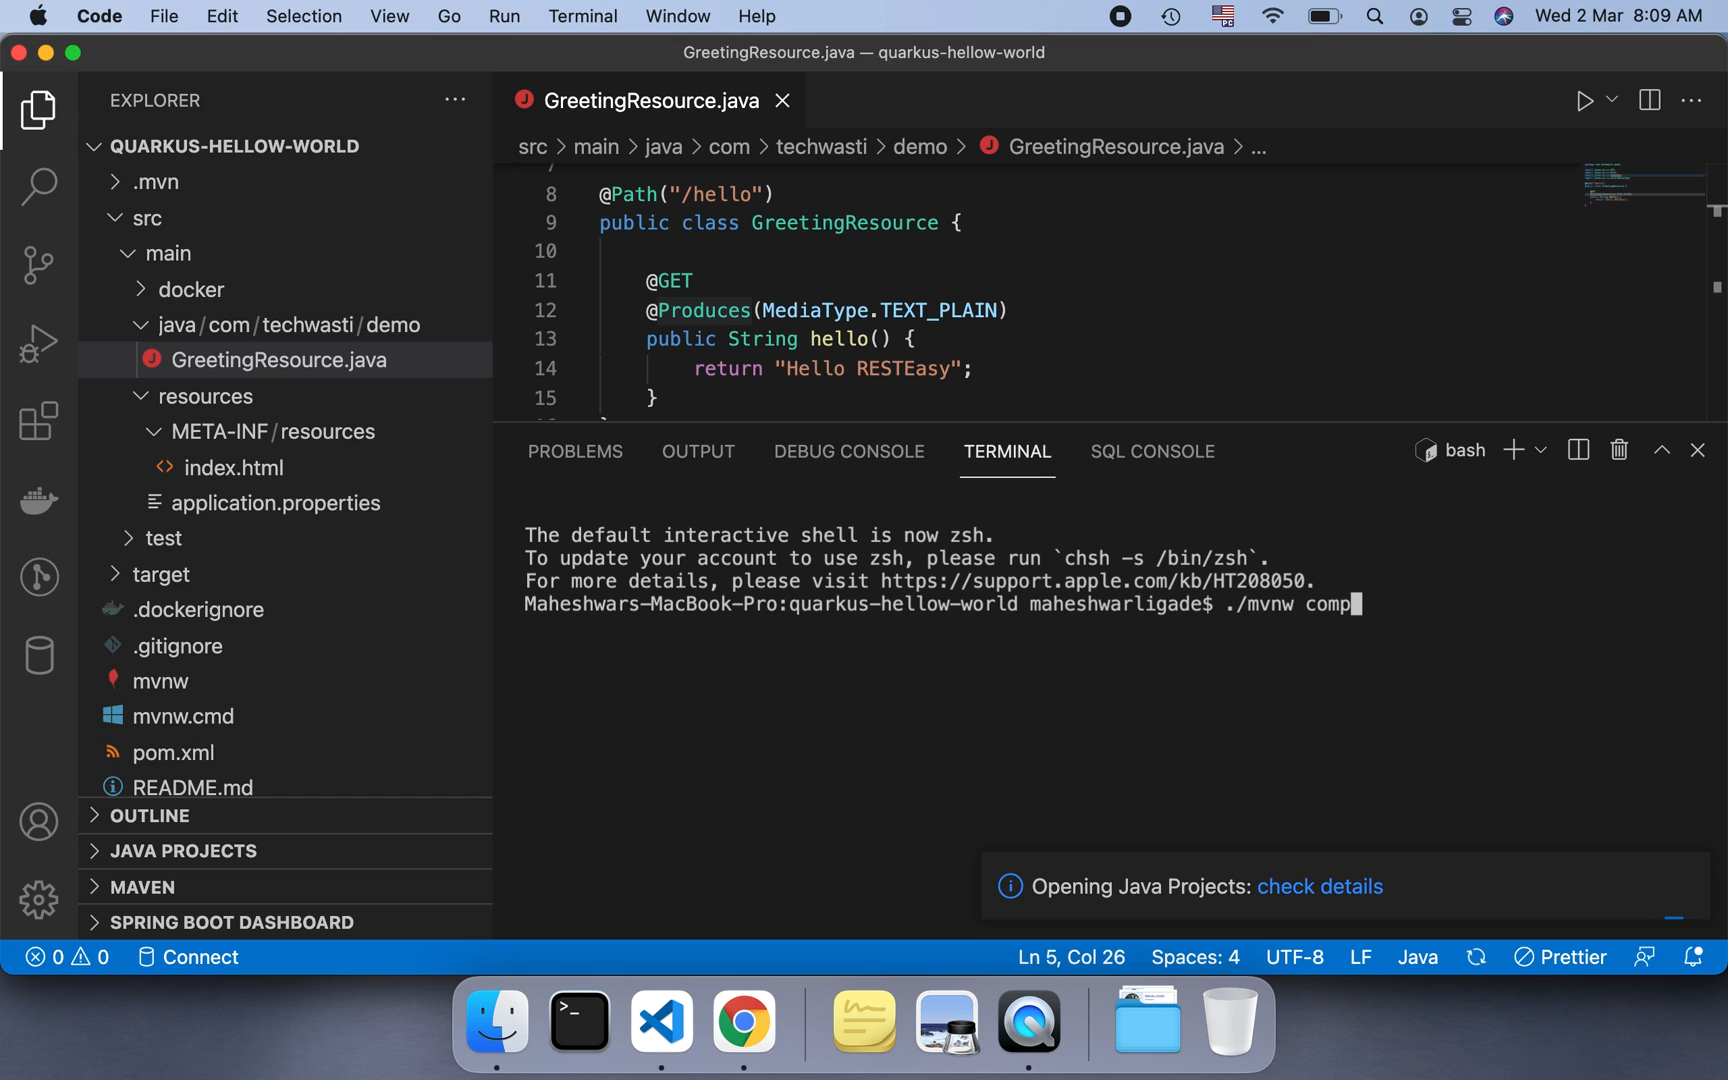 Code File Edit Selection View Go Run Terminal Window Help Wed 2 Mar 8:09 AM
GreetingResource.java — quarkus-hellow-world
EXPLORER
QUARKUS-HELLOW-WORLD
.mvn
src
main
docker
java/com/techwasti/demo
GreetingResource.java
resources
META-INF/resources
index.html
application.properties
test
target
.dockerignore
.gitignore
mvnw
mvnw.cmd
pom.xml
README.md
OUTLINE
JAVA PROJECTS
MAVEN
SPRING BOOT DASHBOARD
GreetingResource.java
src > main > java > com > techwasti > demo > GreetingResource.java > ...
8 @Path("/hello")
9 public class GreetingResource {
10
11 @GET
12 @Produces(MediaType.TEXT_PLAIN)
13 public String hello() {
14 return "Hello RESTEasy";
15 }
PROBLEMS OUTPUT DEBUG CONSOLE TERMINAL SQL CONSOLE bash
The default interactive shell is now zsh.
To update your account to use zsh, please run `chsh -s /bin/zsh`.
For more details, please visit https://support.apple.com/kb/HT208050.
Maheshwars-MacBook-Pro:quarkus-hellow-world maheshwarligade$ ./mvnw comp
Opening Java Projects: check details
0 0 Connect Ln 5, Col 26 Spaces: 4 UTF-8 LF Java Prettier